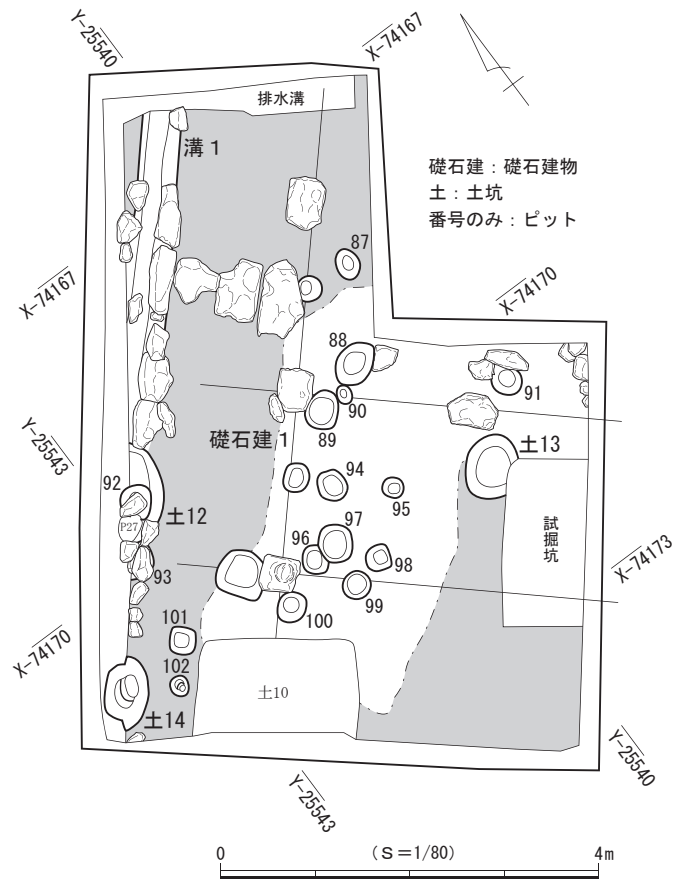 Y-25540
X-74167
排水溝
溝1
礎石建：礎石建物
土：土坑
番号のみ：ピット
87
X-74167
X-74170
88
91
90
89
礎石建1
Y-25543
土13
92
94
95
土12
P27
試掘坑
97
96
98
93
99
X-74173
100
101
X-74170
102
土10
土14
Y-25540
Y-25543
0
（S＝1/80）
4m